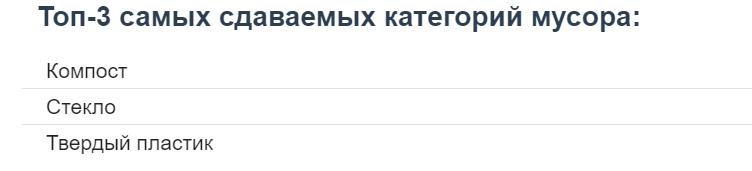 Топ-3 самых сдаваемых категорий мусора:
Компост
Стекло
Твердый пластик